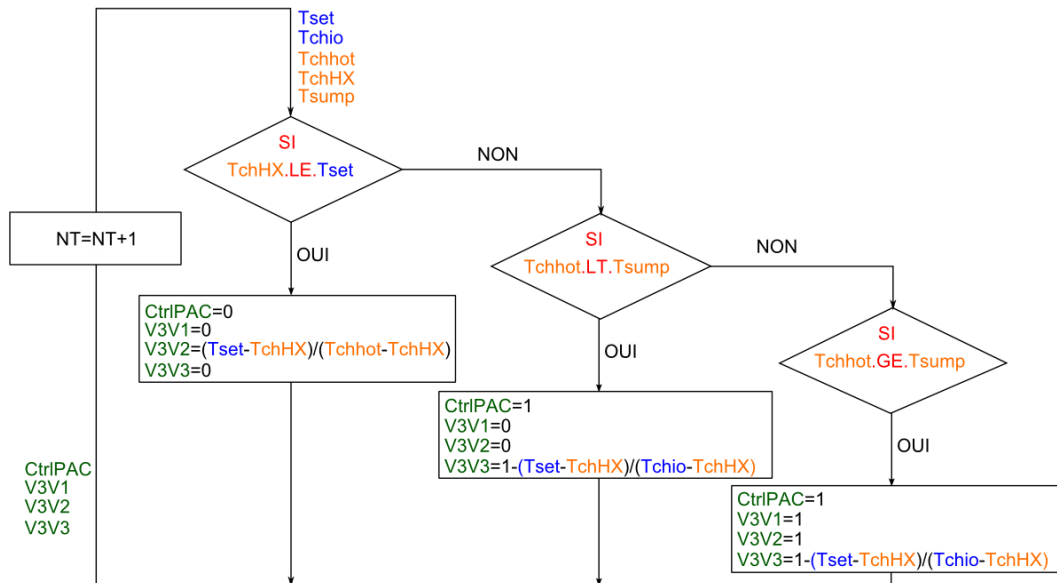 Tset
Tchio
Tchhot
TchHX
Tsump
SI
TchHX.LE.Tset
NON
NT=NT+1
OUI
SI
Tchhot.LT.Tsump
NON
CtrlPAC=0
V3V1=0
V3V2=(Tset-TchHX)/(Tchhot-TchHX)
V3V3=0
OUI
SI
Tchhot.GE.Tsump
CtrlPAC=1
V3V1=0
V3V2=0
V3V3=1-(Tset-TchHX)/(Tchio-TchHX)
OUI
CtrlPAC
V3V1
V3V2
V3V3
CtrlPAC=1
V3V1=1
V3V2=1
V3V3=1-(Tset-TchHX)/(Tchio-TchHX)